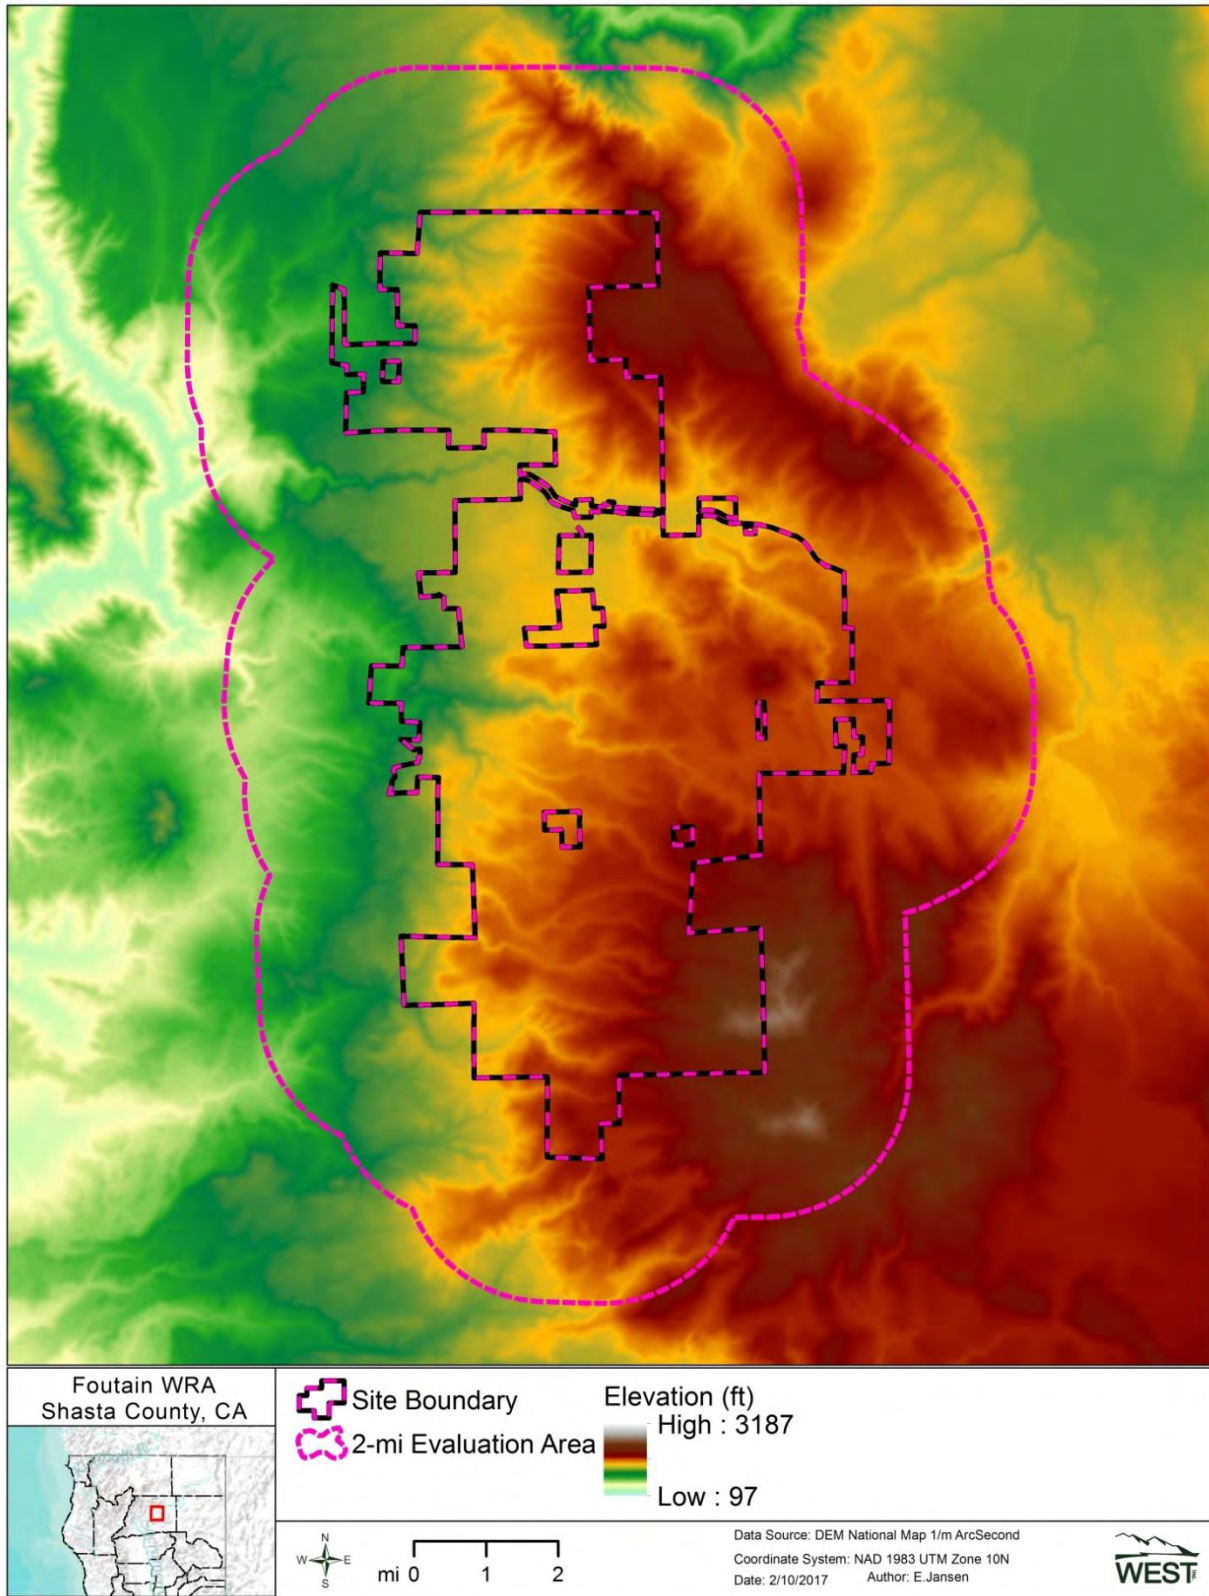 Foutain WRA
Shasta County, CA
Site Boundary
2-mi Evaluation Area
Elevation (ft)
High : 3187
Low : 97
N
W E
S
mi 0 1 2
Data Source: DEM National Map 1/m ArcSecond
Coordinate System: NAD 1983 UTM Zone 10N
Date: 2/10/2017 Author: E.Jansen
WEST